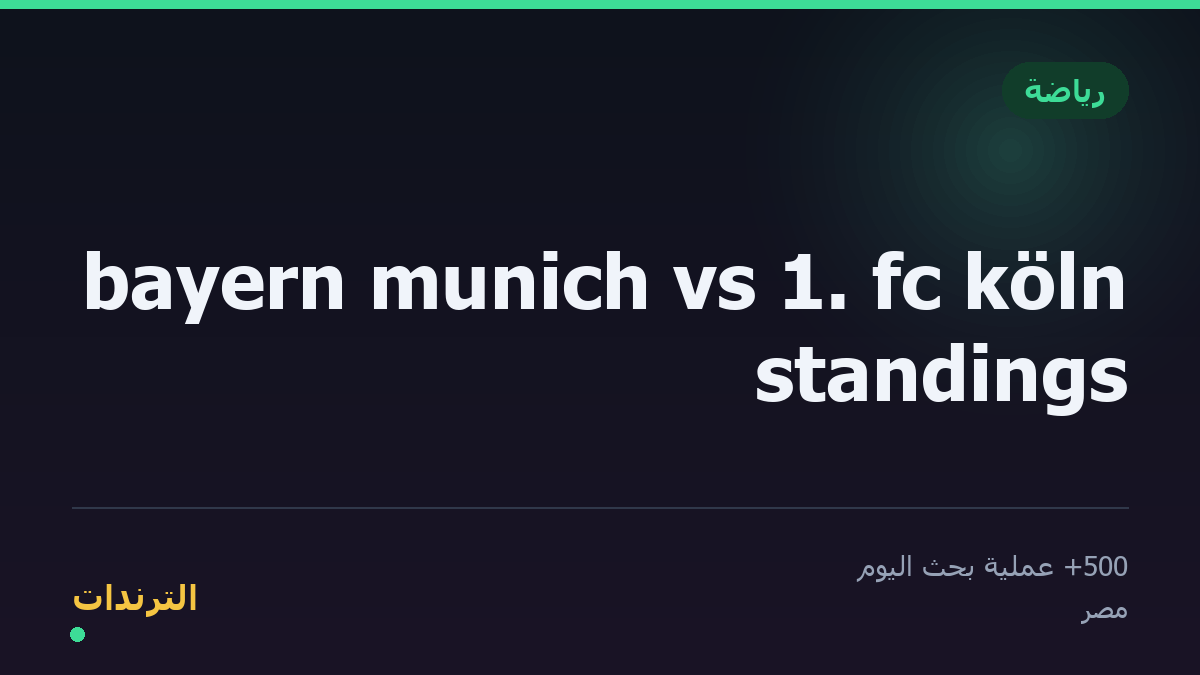 رياضة
bayern munich vs 1. fc köln
standings
+500 عملية بحث اليوم
مصر
الترندات